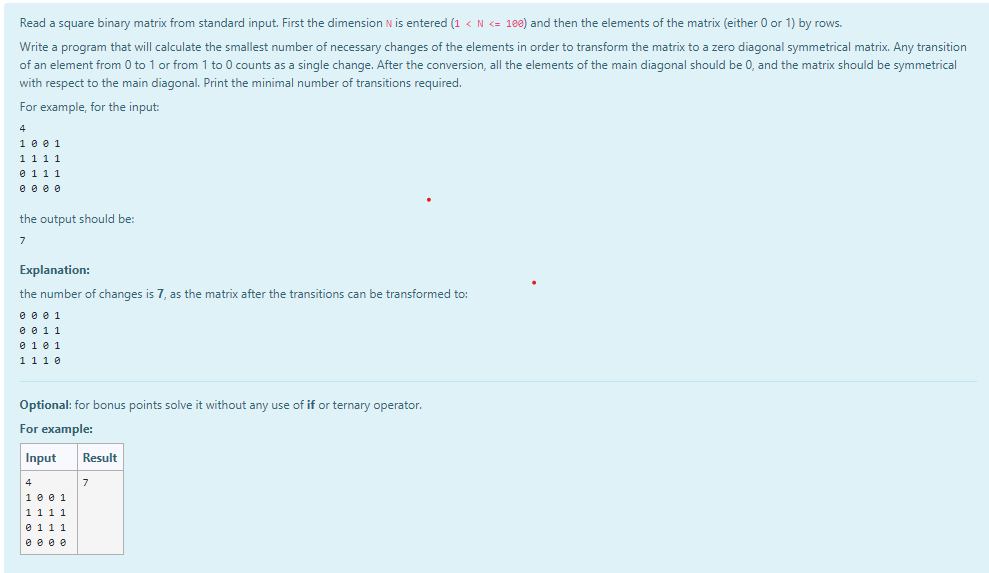 Read a square binary matrix from standard input. First the dimension N is entered (1 < N <= 100) and then the elements of the matrix (either 0 or 1) by rows.
Write a program that will calculate the smallest number of necessary changes of the elements in order to transform the matrix to a zero diagonal symmetrical matrix. Any transition
of an element from 0 to 1 or from 1 to 0 counts as a single change. After the conversion, all the elements of the main diagonal should be 0, and the matrix should be symmetrical
with respect to the main diagonal. Print the minimal number of transitions required.
For example, for the input:
4
1 0 0 1
1 1 1 1
0 1 1 1
0 0 0 0
the output should be:
7
Explanation:
the number of changes is 7, as the matrix after the transitions can be transformed to:
0 0 0 1
0 0 1 1
0 1 0 1
1 1 1 0
Optional: for bonus points solve it without any use of if or ternary operator.
For example:
Input Result
4 7
1 0 0 1
1 1 1 1
0 1 1 1
0 0 0 0